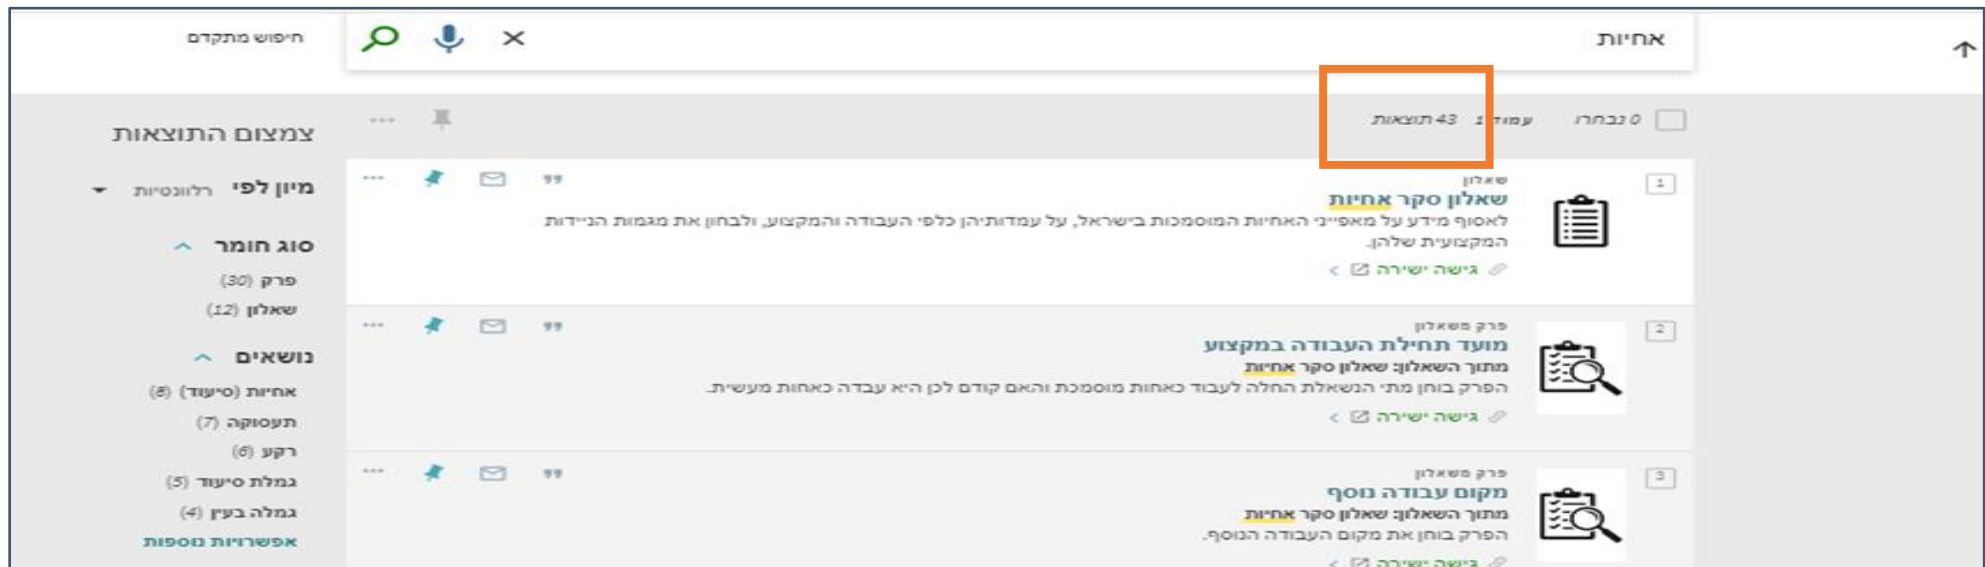 אחיות
חיפוש מתקדם
0 נבחרו עמוד 1 43 תוצאות
1
שאלון
שאלון סקר אחיות
לאסוף מידע על מאפייני האחיות המוסמכות בישראל, על עמדותיהן כלפי העבודה והמקצוע, ולבחון את מגמות הניידות
המקצועית שלהן.
גישה ישירה
2
פרק משאלון
מועד תחילת העבודה במקצוע
מתוך השאלון: שאלון סקר אחיות
הפרק בוחן מתי הנשאלת החלה לעבוד כאחות מוסמכת והאם קודם לכן היא עבדה כאחות מעשית.
גישה ישירה
3
פרק משאלון
מקום עבודה נוסף
מתוך השאלון: שאלון סקר אחיות
הפרק בוחן את מקום העבודה הנוסף.
גישה ישירה
צמצום התוצאות
מיון לפי רלוונטיות
סוג חומר
פרק (30)
שאלון (12)
נושאים
אחיות (סיעוד) (8)
תעסוקה (7)
רקע (6)
גמלת סיעוד (5)
גמלה בעין (4)
אפשרויות נוספות